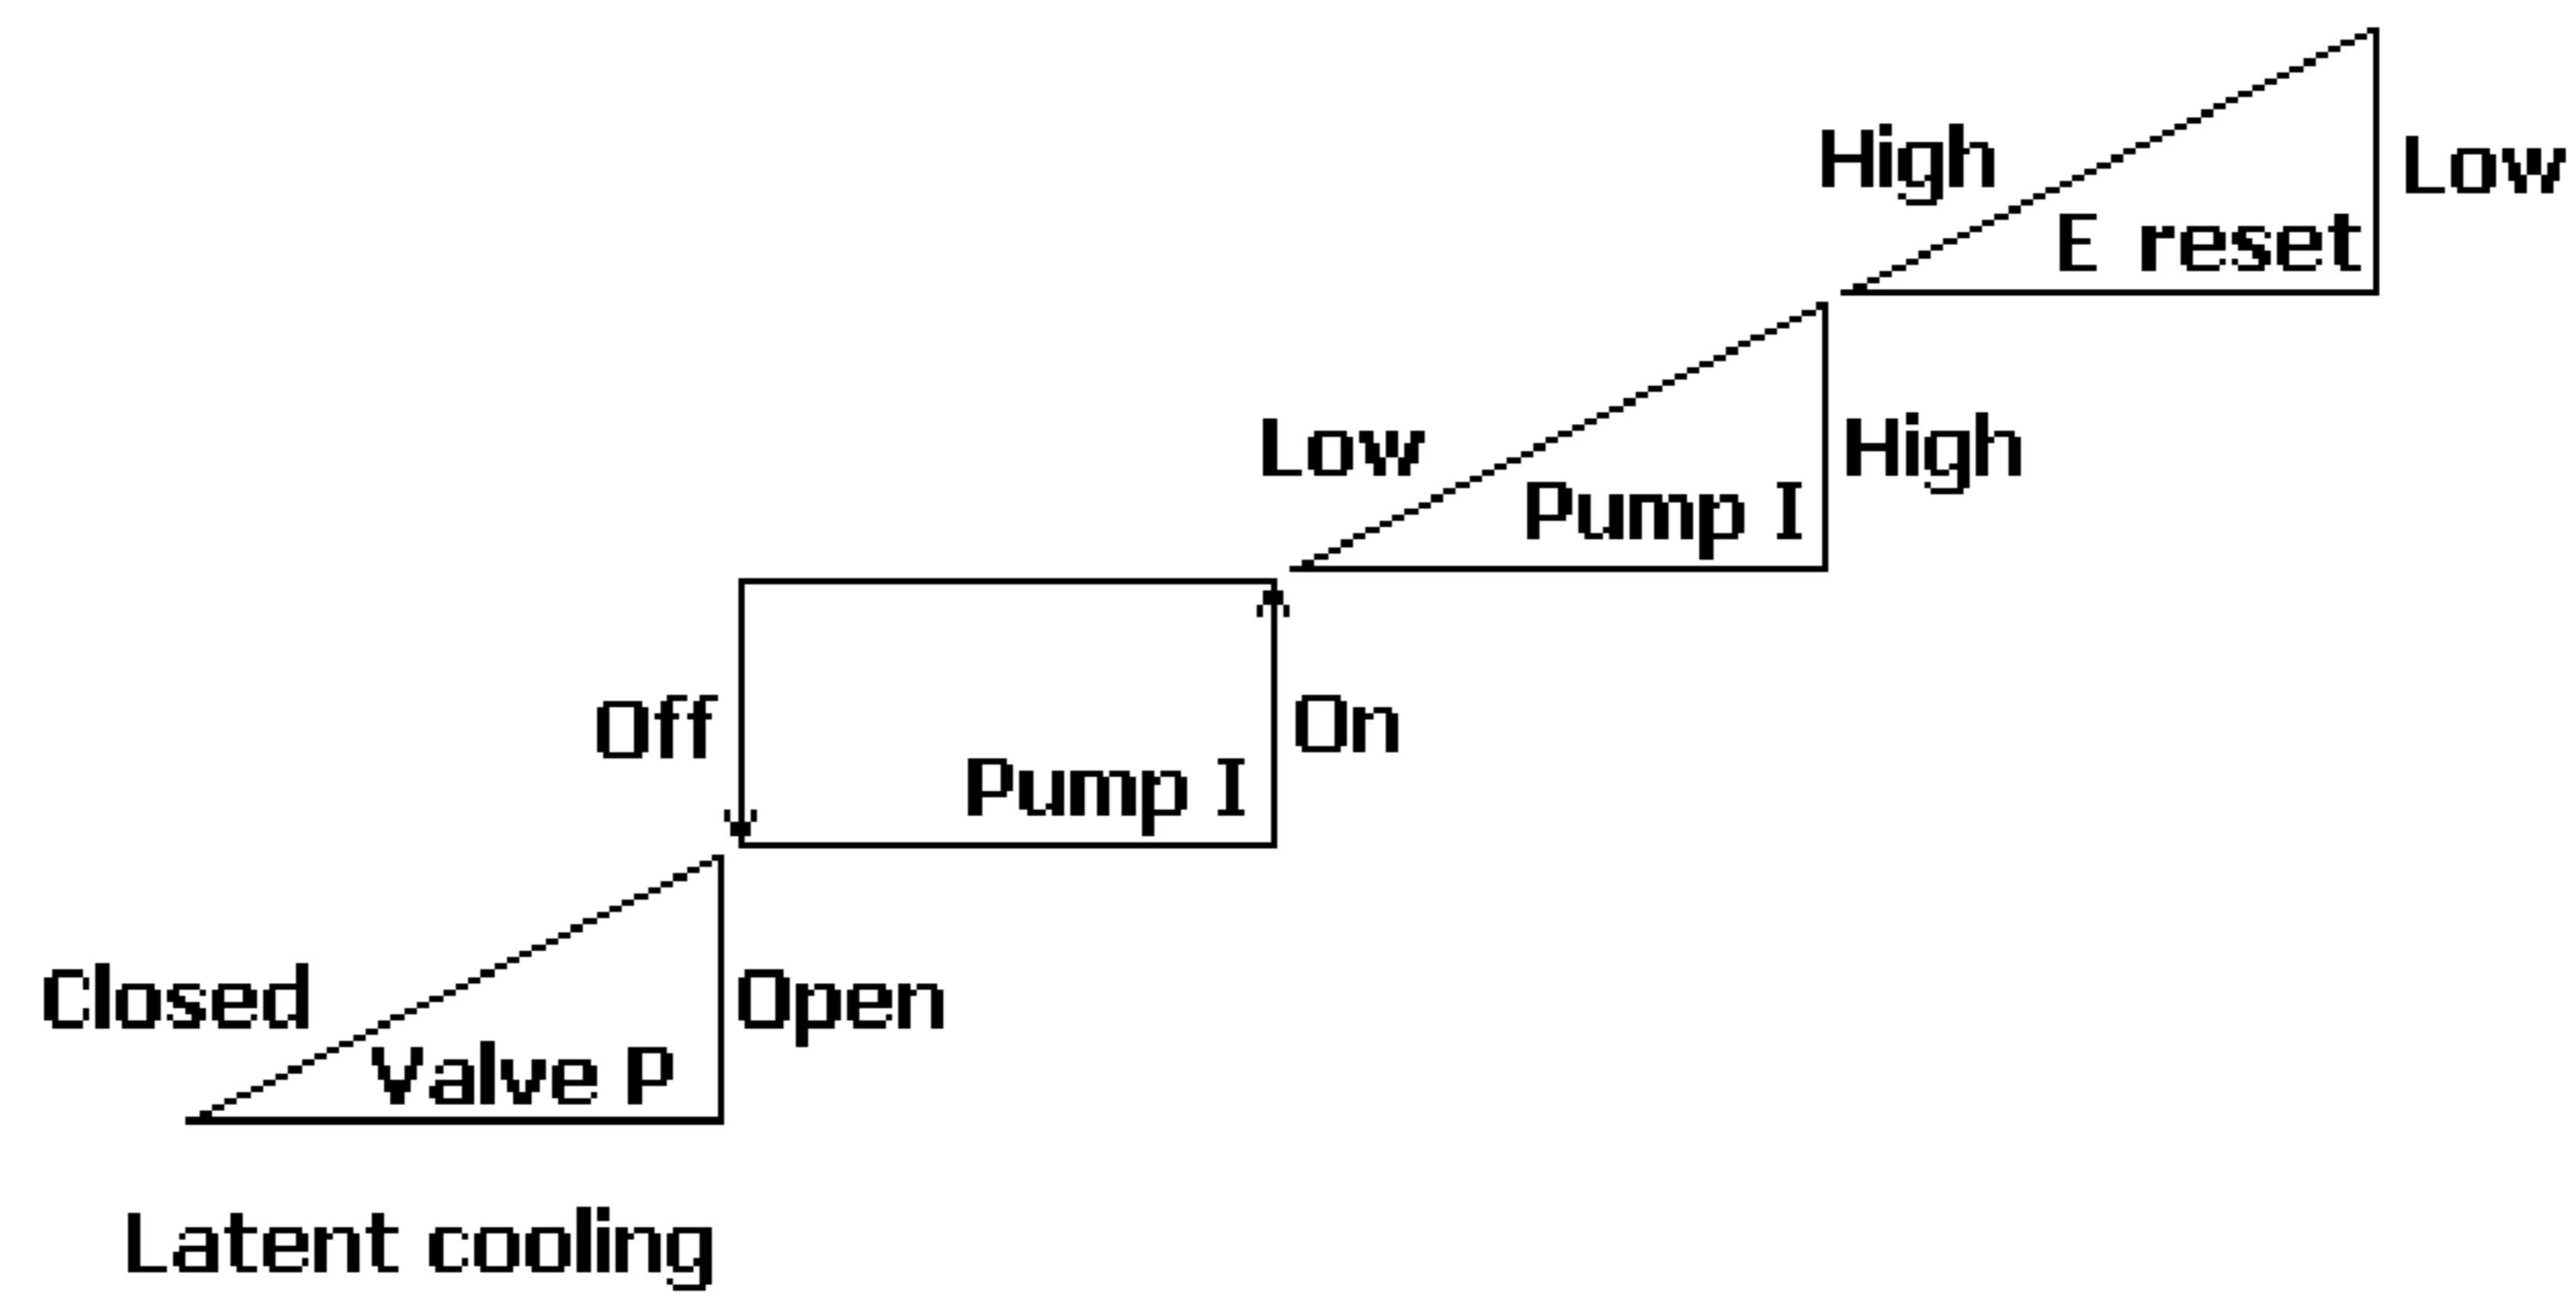 High
Low
E reset
Low
High
Pump I
Off
On
Pump I
Closed
Open
Valve P
Latent cooling